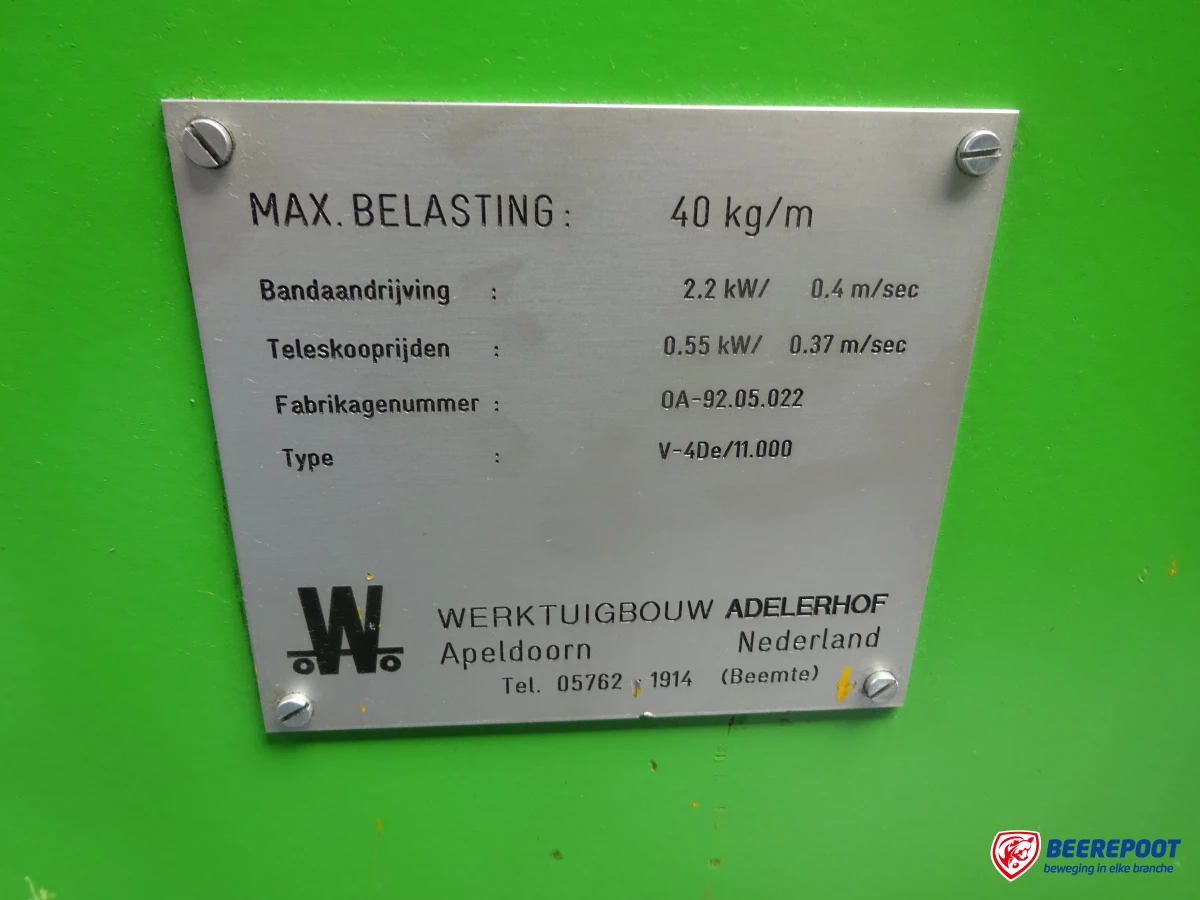 MAX. BELASTING: 40 kg/m
Bandaandrijving : 2.2 kW/ 0.4 m/sec
Teleskooprijden : 0.55 kW/ 0.37 m/sec
Fabrikagenummer : OA-92.05.022
Type : V-4De/11.000
W
WERKTUIGBOUW ADELERHOF
Apeldoorn Nederland
Tel. 05762 1914 (Beemte)
BEEREPOOT
beweging in elke branche